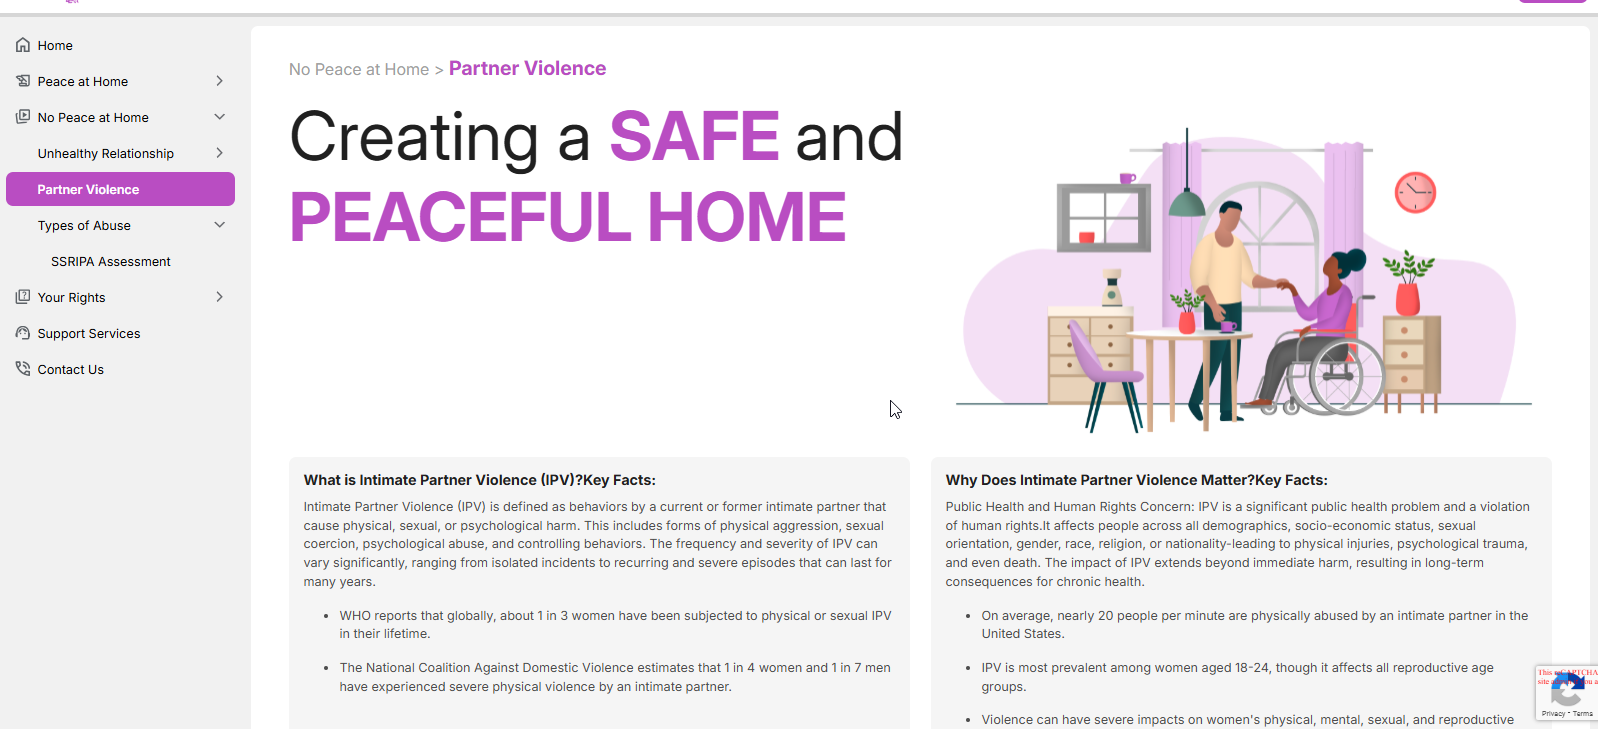 Home
Peace at Home
No Peace at Home
Unhealthy Relationship
Partner Violence
Types of Abuse
SSRIPA Assessment
Your Rights
Support Services
Contact Us
No Peace at Home > Partner Violence
Creating a SAFE and
PEACEFUL HOME
What is Intimate Partner Violence (IPV)?Key Facts:
Intimate Partner Violence (IPV) is defined as behaviors by a current or former intimate partner that
cause physical, sexual, or psychological harm. This includes forms of physical aggression, sexual
coercion, psychological abuse, and controlling behaviors. The frequency and severity of IPV can
vary significantly, ranging from isolated incidents to recurring and severe episodes that can last for
many years.
• WHO reports that globally, about 1 in 3 women have been subjected to physical or sexual IPV
in their lifetime.
• The National Coalition Against Domestic Violence estimates that 1 in 4 women and 1 in 7 men
have experienced severe physical violence by an intimate partner.
Why Does Intimate Partner Violence Matter?Key Facts:
Public Health and Human Rights Concern: IPV is a significant public health problem and a violation
of human rights.It affects people across all demographics, socio-economic status, sexual
orientation, gender, race, religion, or nationality-leading to physical injuries, psychological trauma,
and even death. The impact of IPV extends beyond immediate harm, resulting in long-term
consequences for chronic health.
• On average, nearly 20 people per minute are physically abused by an intimate partner in the
United States.
• IPV is most prevalent among women aged 18-24, though it affects all reproductive age
groups.
• Violence can have severe impacts on women's physical, mental, sexual, and reproductive
This reCAPTCHA
site
Privacy - Terms